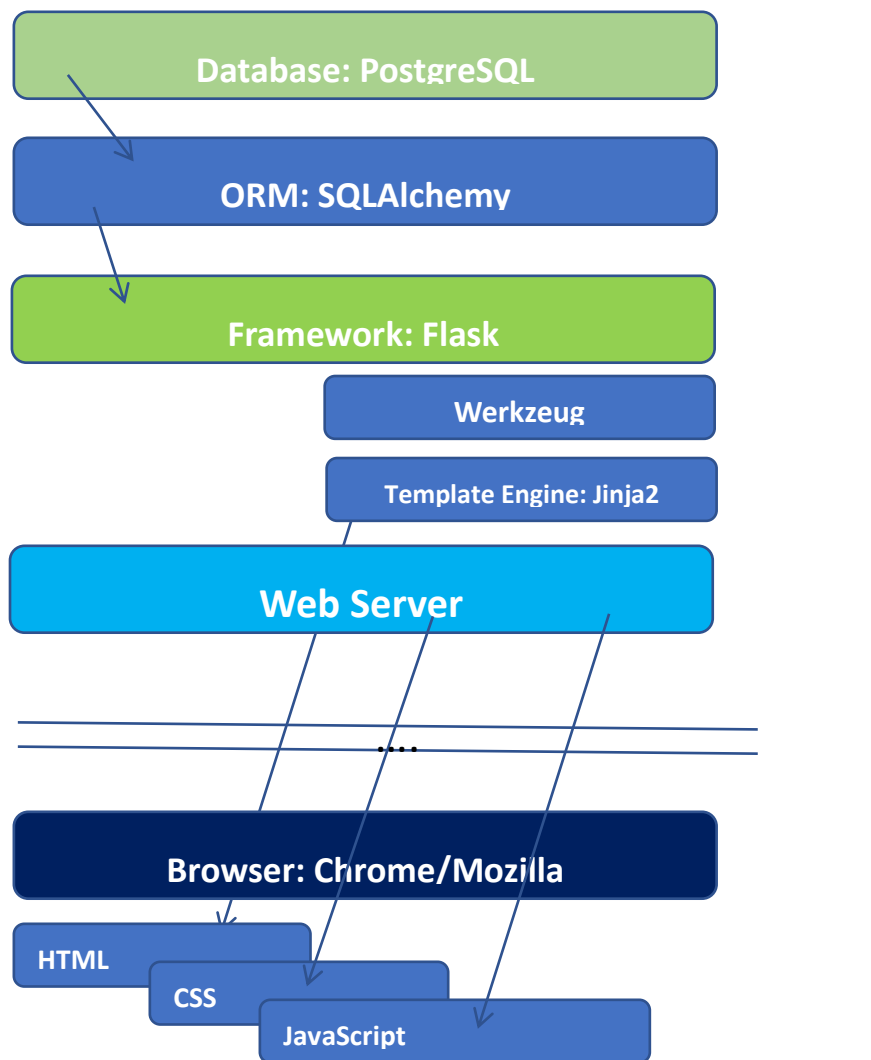 Database: PostgreSQL
ORM: SQLAlchemy
Framework: Flask
Werkzeug
Template Engine: Jinja2
Web Server
....
Browser: Chrome/Mozilla
HTML
CSS
JavaScript